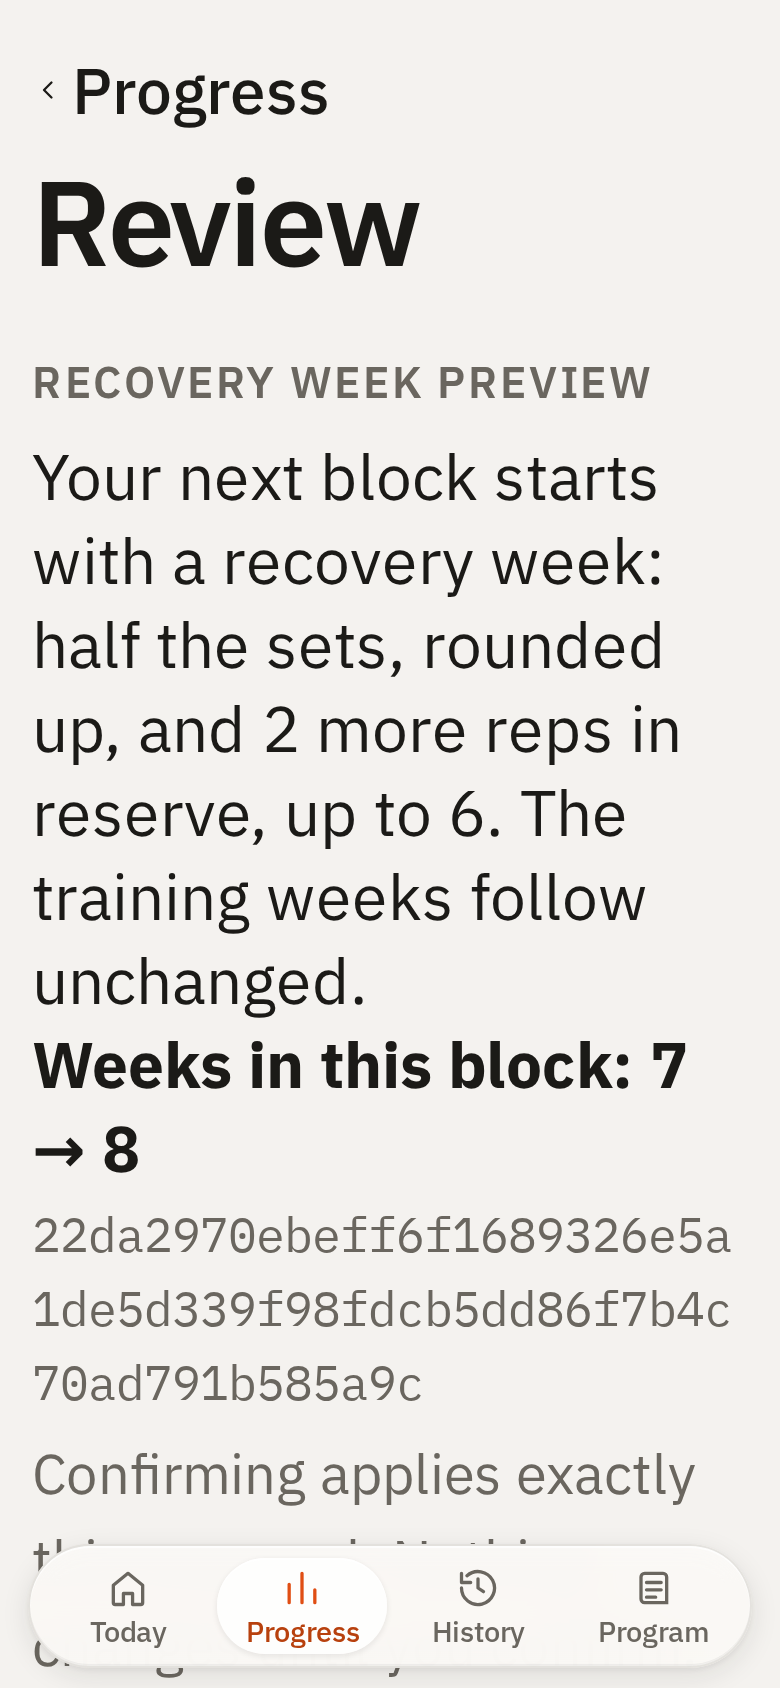 Progress
Review
RECOVERY WEEK PREVIEW
Your next block starts
with a recovery week:
half the sets, rounded
up, and 2 more reps in
reserve, up to 6. The
training weeks follow
unchanged.
Weeks in this block: 7
→ 8
22da2970ebeff6f1689326e5a
1de5d339f98fdcb5dd86f7b4c
70ad791b585a9c
Confirming applies exactly
Today
Progress
History
Program